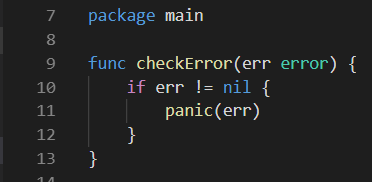 7 package main
8
9 func checkError(err error) {
10     if err != nil {
11         panic(err)
12     }
13 }
14